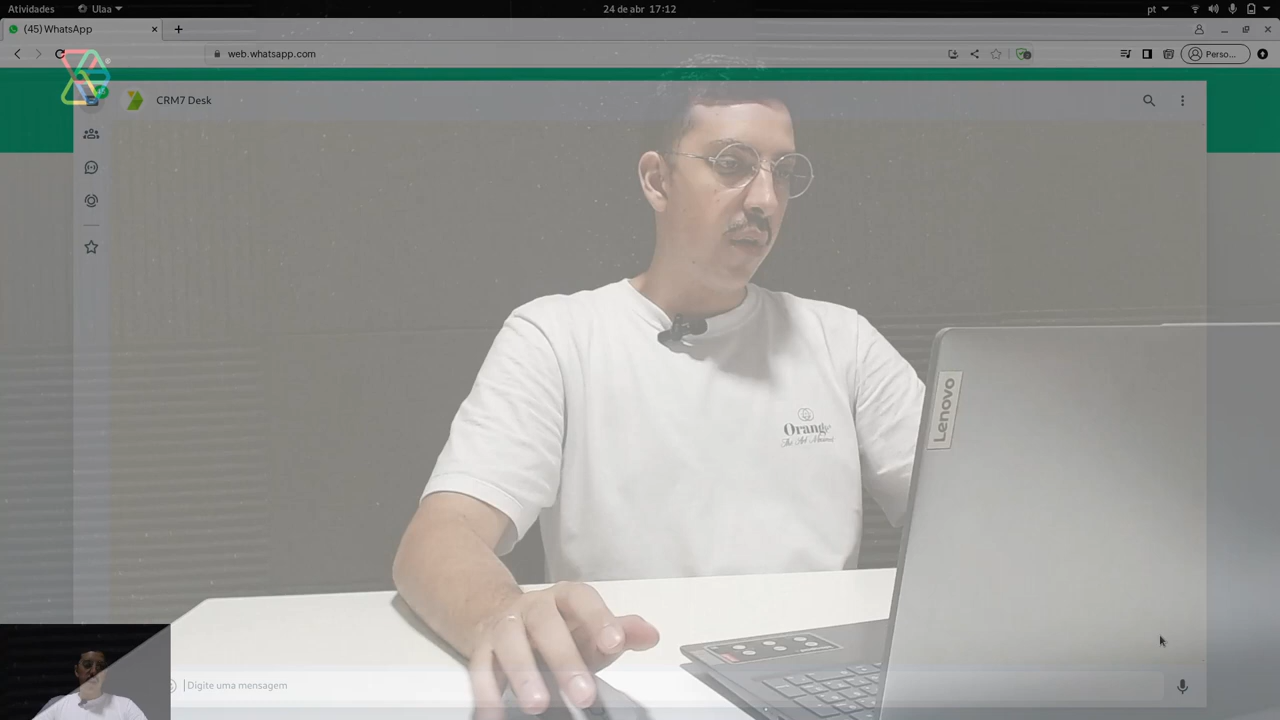 Atividades
Ulaa
24 de abr 17:12
pt
(45) WhatsApp
web.whatsapp.com
Perso...
CRM7 Desk
Lenovo
Orange
Digite uma mensagem